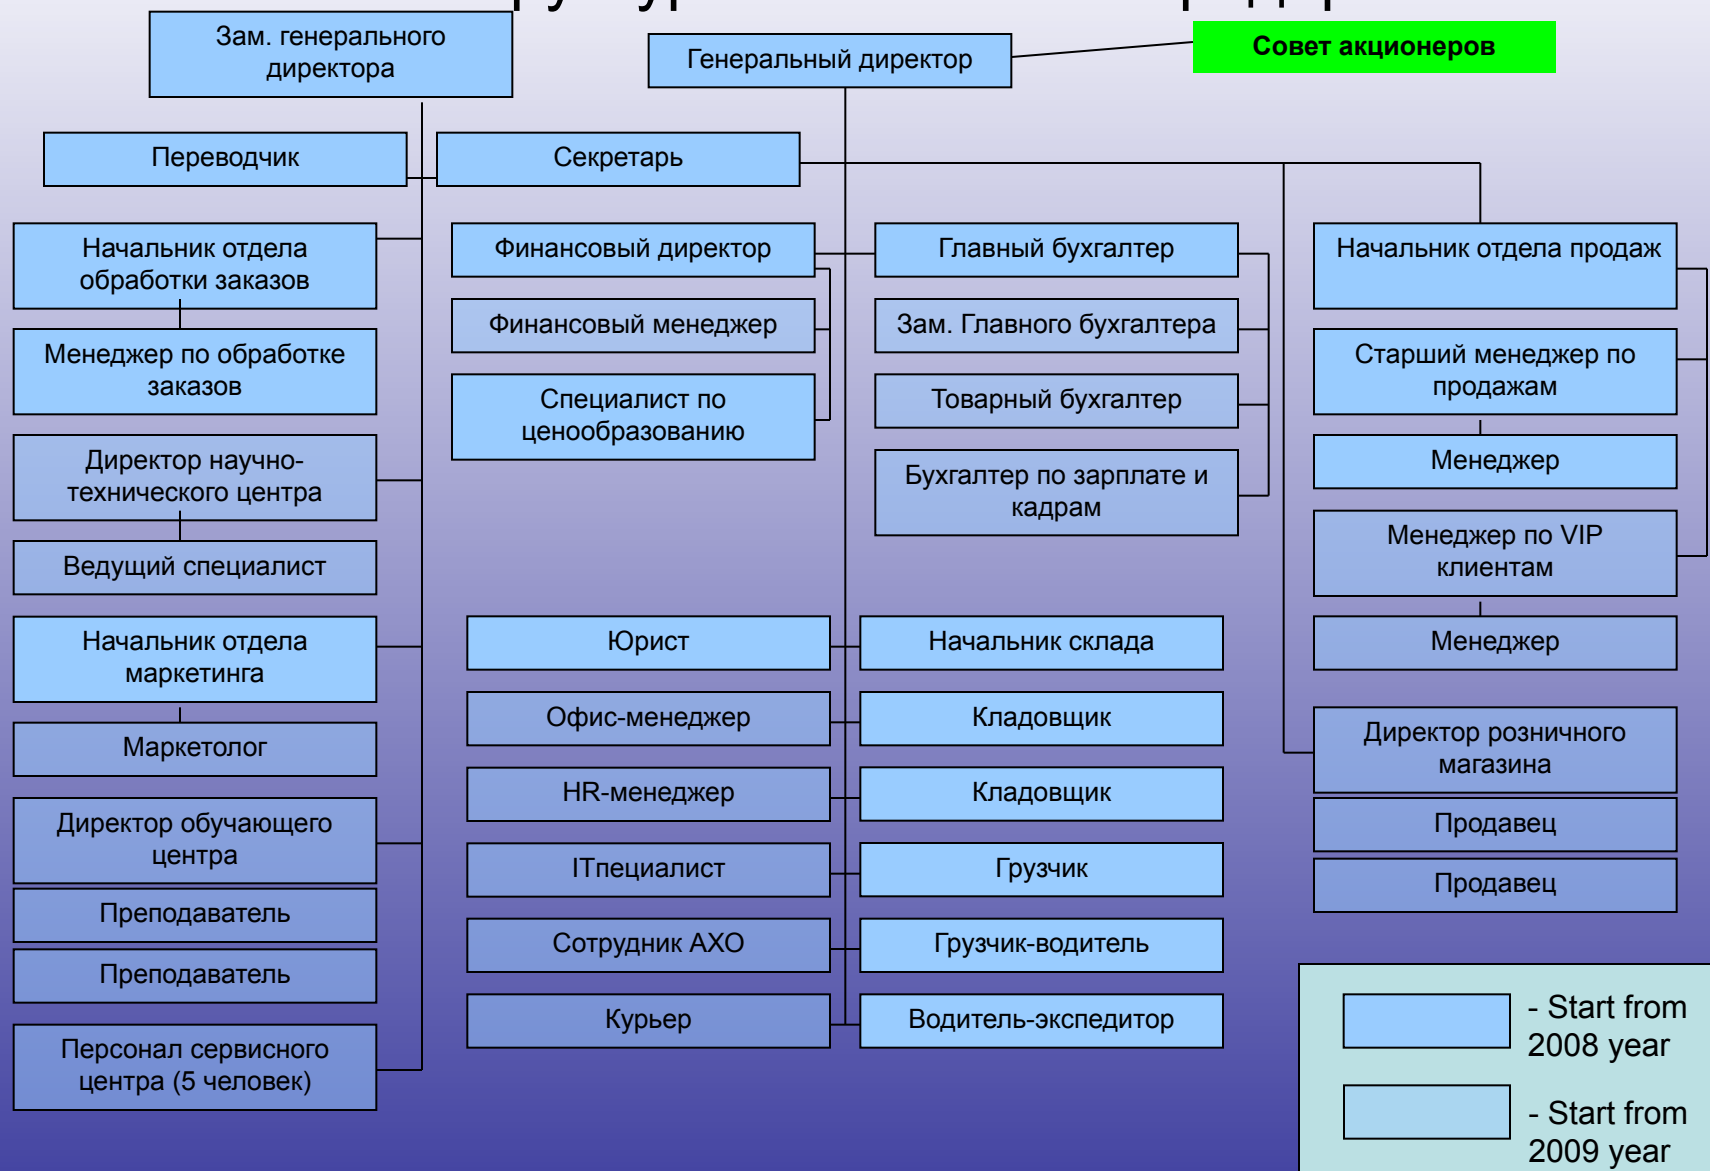 Зам. генерального
директора
Генеральный директор
Совет акционеров
Переводчик
Секретарь
Начальник отдела
обработки заказов
Менеджер по обработке
заказов
Директор научно-
технического центра
Ведущий специалист
Начальник отдела
маркетинга
Маркетолог
Директор обучающего
центра
Преподаватель
Преподаватель
Персонал сервисного
центра (5 человек)
Финансовый директор
Финансовый менеджер
Специалист по
ценообразованию
Главный бухгалтер
Зам. Главного бухгалтера
Товарный бухгалтер
Бухгалтер по зарплате и
кадрам
Юрист
Офис-менеджер
HR-менеджер
ITпециалист
Сотрудник АХО
Курьер
Начальник склада
Кладовщик
Кладовщик
Грузчик
Грузчик-водитель
Водитель-экспедитор
Начальник отдела продаж
Старший менеджер по
продажам
Менеджер
Менеджер по VIP
клиентам
Менеджер
Директор розничного
магазина
Продавец
Продавец
- Start from
2008 year
- Start from
2009 year